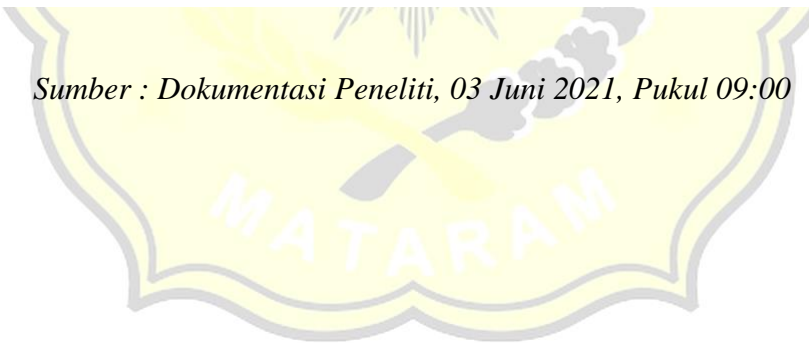 Sumber : Dokumentasi Peneliti, 03 Juni 2021, Pukul 09:00
MATARAM